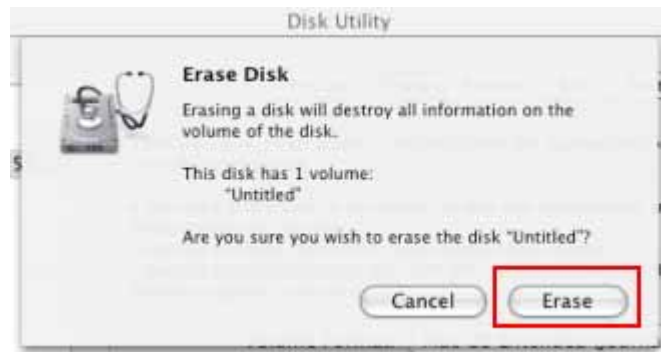 Disk Utility
Erase Disk
Erasing a disk will destroy all information on the
volume of the disk.
This disk has 1 volume:
"Untitled"
Are you sure you wish to erase the disk "Untitled"?
Cancel
Erase